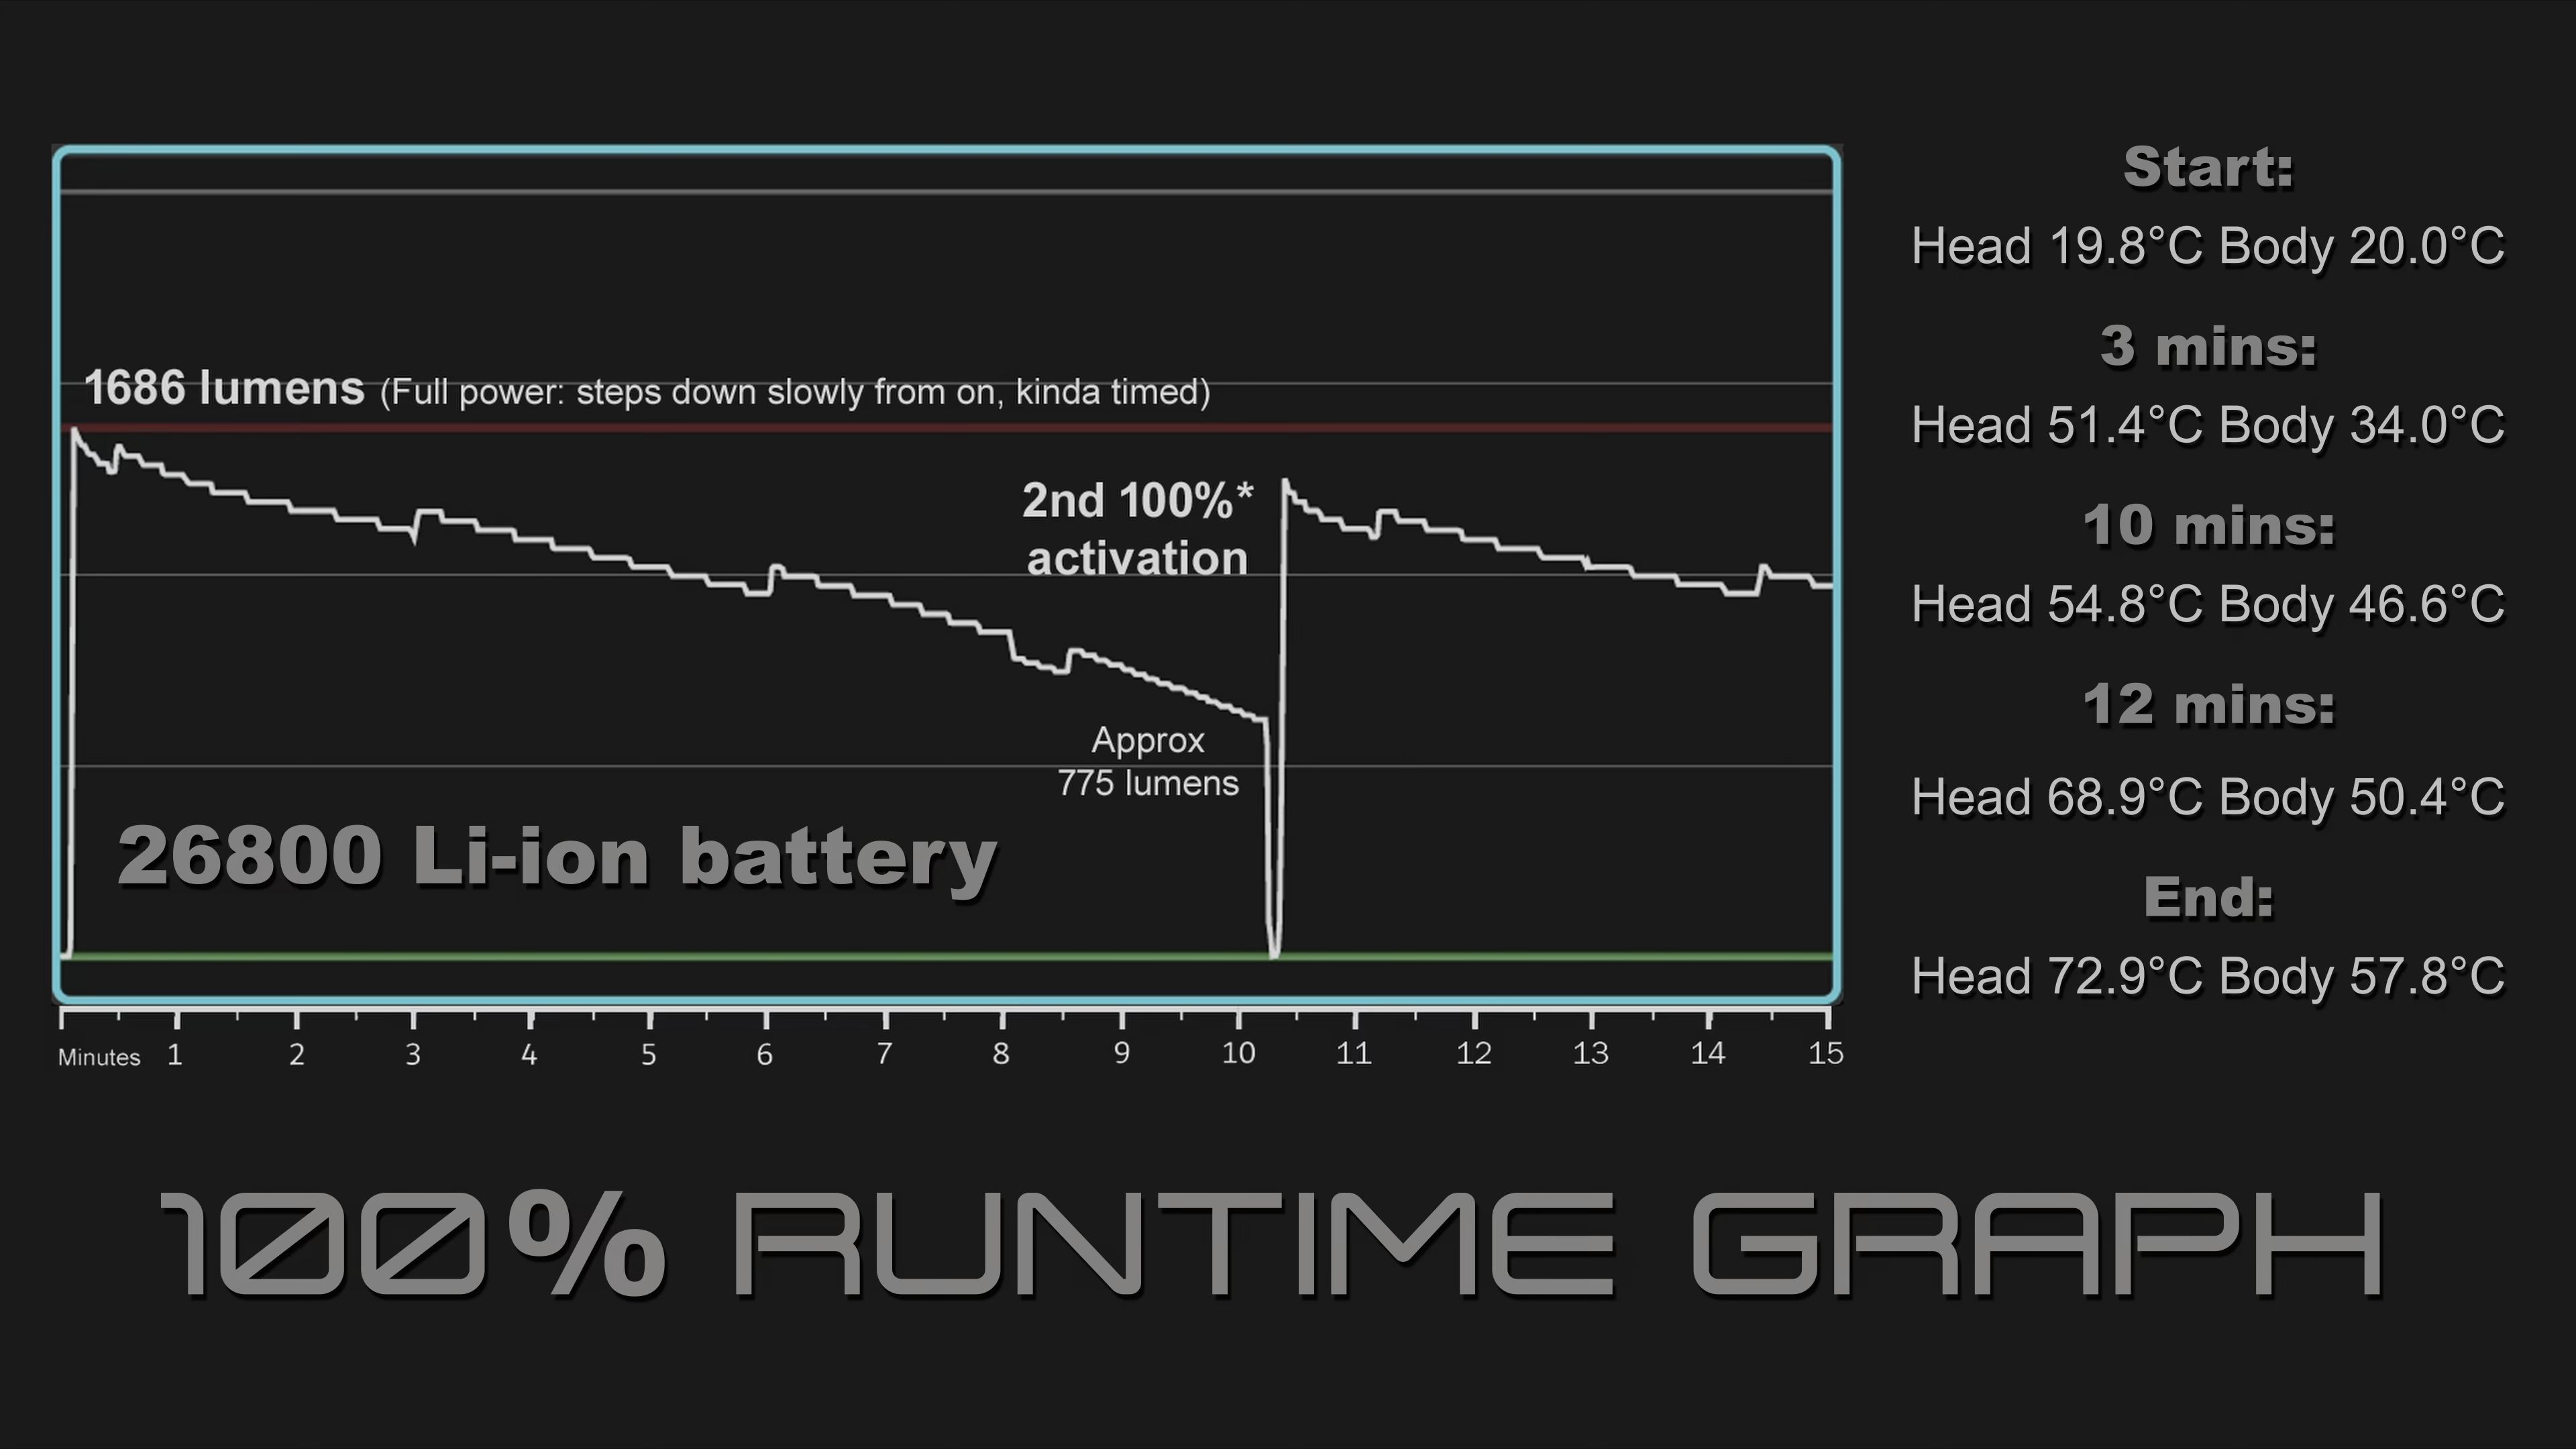 Start:
Head 19.8°C Body 20.0°C
3 mins:
Head 51.4°C Body 34.0°C
10 mins:
Head 54.8°C Body 46.6°C
12 mins:
Head 68.9°C Body 50.4°C
End:
Head 72.9°C Body 57.8°C
1686 lumens (Full power: steps down slowly from on, kinda timed)
2nd 100%*
activation
Approx
775 lumens
26800 Li-ion battery
Minutes 1 2 3 4 5 6 7 8 9 10 11 12 13 14 15
100% RUNTIME GRAPH